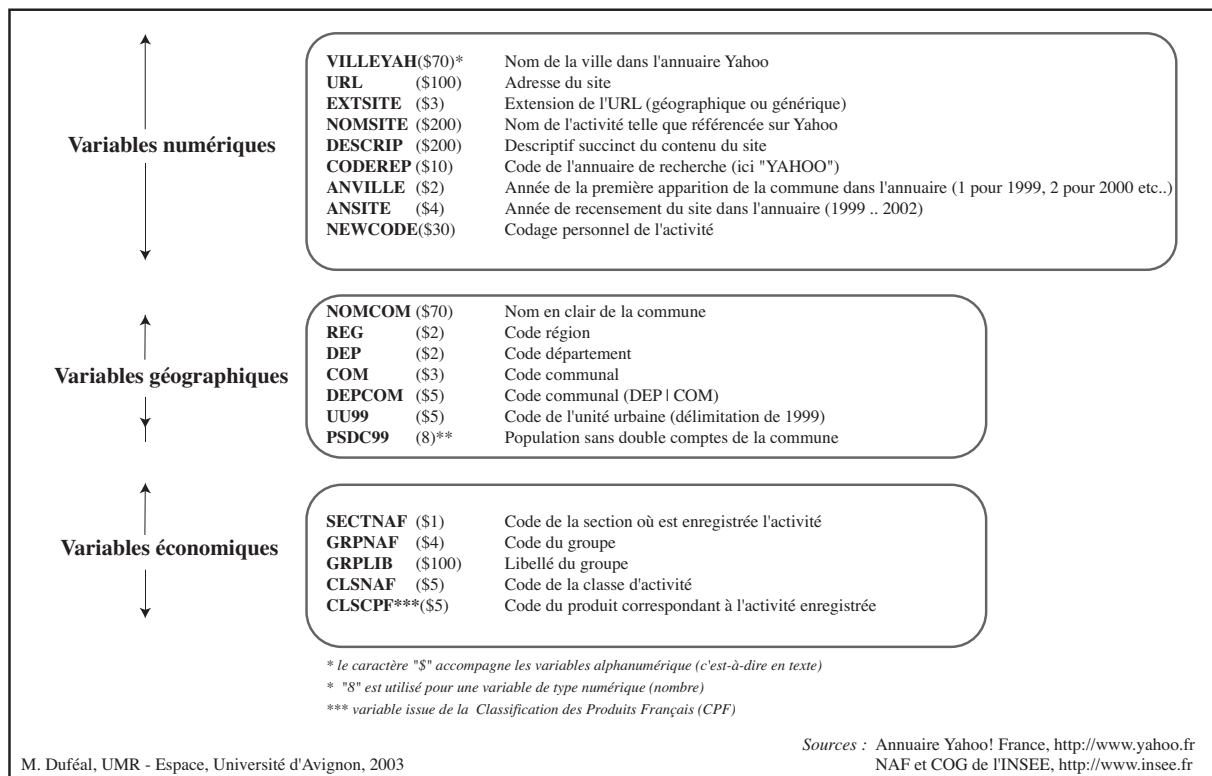 Variables numériques
VILLEYAH($70)* Nom de la ville dans l'annuaire Yahoo
URL ($100) Adresse du site
EXTSITE ($3) Extension de l'URL (géographique ou générique)
NOMSITE ($200) Nom de l'activité telle que référencée sur Yahoo
DESCRIP ($200) Descriptif succinct du contenu du site
CODEREP ($10) Code de l'annuaire de recherche (ici "YAHOO")
ANVILLE ($2) Année de la première apparition de la commune dans l'annuaire (1 pour 1999, 2 pour 2000 etc..)
ANSITE ($4) Année de recensement du site dans l'annuaire (1999 .. 2002)
NEWCODE($30) Codage personnel de l'activité
Variables géographiques
NOMCOM ($70) Nom en clair de la commune
REG ($2) Code région
DEP ($2) Code département
COM ($3) Code communal
DEPCOM ($5) Code communal (DEP | COM)
UU99 ($5) Code de l'unité urbaine (délimitation de 1999)
PSDC99 (8)** Population sans double comptes de la commune
Variables économiques
SECTNAF ($1) Code de la section où est enregistrée l'activité
GRPNAF ($4) Code du groupe
GRPLIB ($100) Libellé du groupe
CLSNAF ($5) Code de la classe d'activité
CLSCPF***($5) Code du produit correspondant à l'activité enregistrée
* le caractère "$" accompagne les variables alphanumérique (c'est-à-dire en texte)
* "8" est utilisé pour une variable de type numérique (nombre)
*** variable issue de la Classification des Produits Français (CPF)
Sources : Annuaire Yahoo! France, http://www.yahoo.fr
NAF et COG de l'INSEE, http://www.insee.fr
M. Duféal, UMR - Espace, Université d'Avignon, 2003